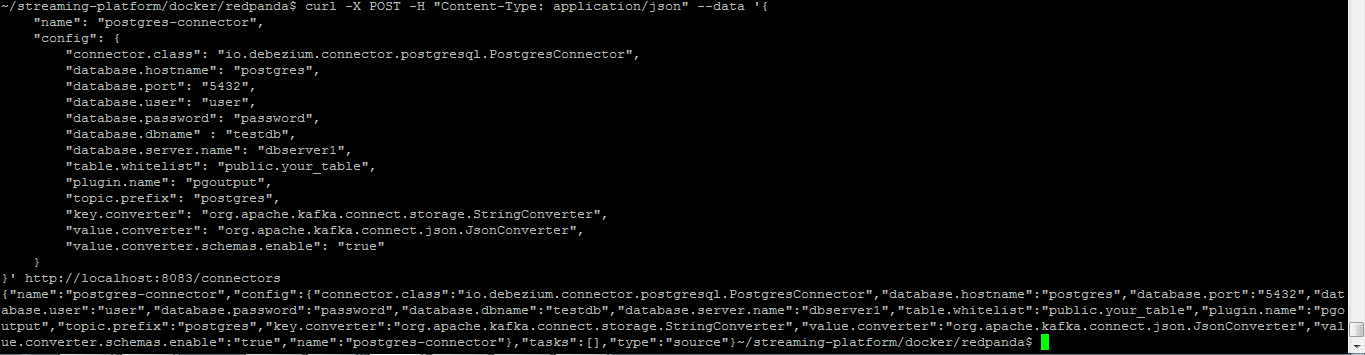 ~/streaming-platform/docker/redpanda$ curl -X POST -H "Content-Type: application/json" --data '{
    "name": "postgres-connector",
    "config": {
        "connector.class": "io.debezium.connector.postgresql.PostgresConnector",
        "database.hostname": "postgres",
        "database.port": "5432",
        "database.user": "user",
        "database.password": "password",
        "database.dbname" : "testdb",
        "database.server.name": "dbserver1",
        "table.whitelist": "public.your_table",
        "plugin.name": "pgoutput",
        "topic.prefix": "postgres",
        "key.converter": "org.apache.kafka.connect.storage.StringConverter",
        "value.converter": "org.apache.kafka.connect.json.JsonConverter",
        "value.converter.schemas.enable": "true"
    }
}' http://localhost:8083/connectors
{"name":"postgres-connector","config":{"connector.class":"io.debezium.connector.postgresql.PostgresConnector","database.hostname":"postgres","database.port":"5432","dat
abase.user":"user","database.password":"password","database.dbname":"testdb","database.server.name":"dbserver1","table.whitelist":"public.your_table","plugin.name":"pgo
utput","topic.prefix":"postgres","key.converter":"org.apache.kafka.connect.storage.StringConverter","value.converter":"org.apache.kafka.connect.json.JsonConverter","val
ue.converter.schemas.enable":"true","name":"postgres-connector"},"tasks":[],"type":"source"}~/streaming-platform/docker/redpanda$